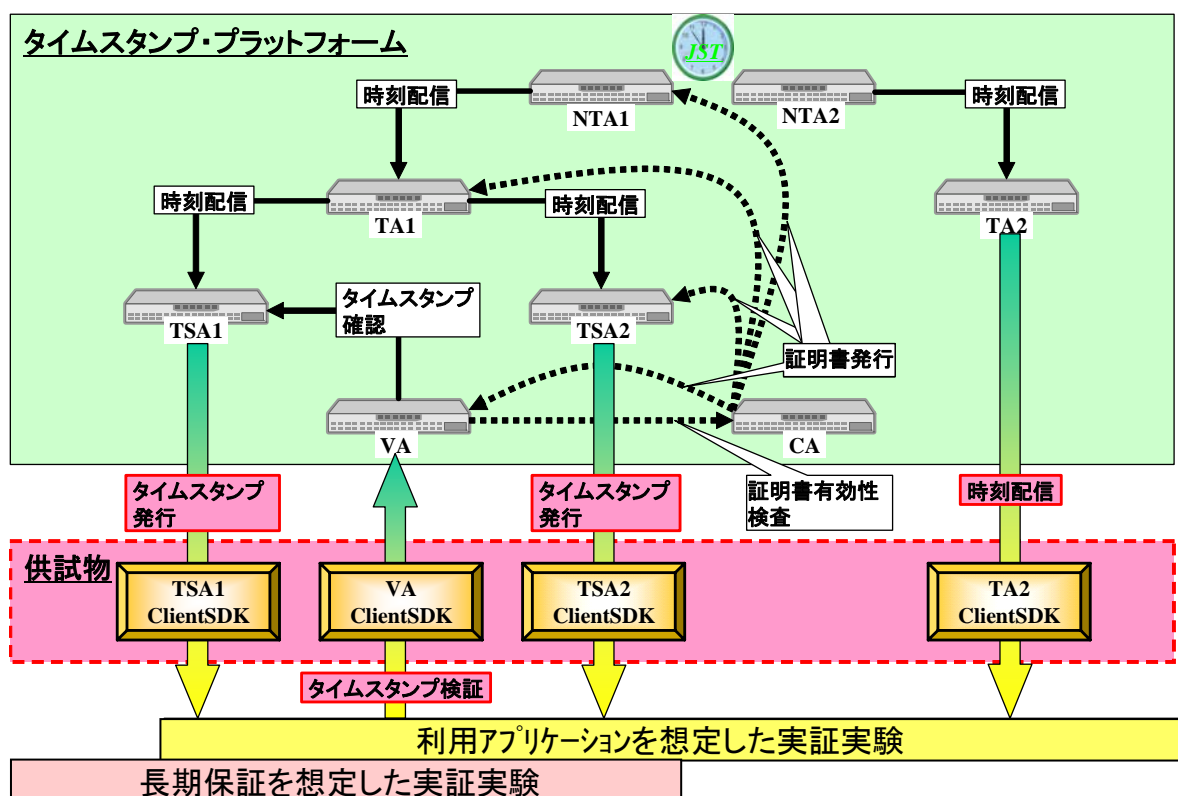 タイムスタンプ・プラットフォーム
JST
時刻配信
NTA1
NTA2
時刻配信
時刻配信
TA1
時刻配信
TA2
TSA1
タイムスタンプ
確認
TSA2
証明書発行
VA
CA
タイムスタンプ
発行
タイムスタンプ
発行
証明書有効性
検査
時刻配信
供試物
TSA1
ClientSDK
VA
ClientSDK
TSA2
ClientSDK
TA2
ClientSDK
タイムスタンプ検証
利用アプリケーションを想定した実証実験
長期保証を想定した実証実験